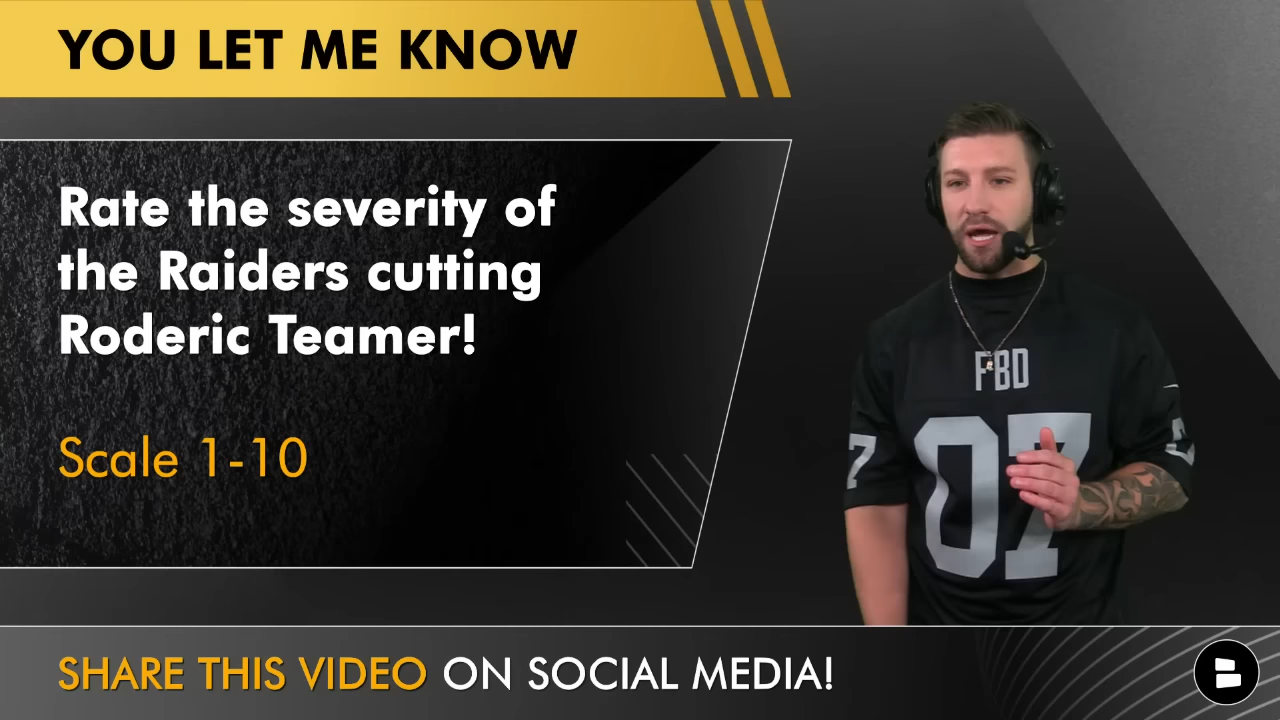 YOU LET ME KNOW
Rate the severity of
the Raiders cutting
Roderic Teamer!
Scale 1-10
FBD
07
7
SHARE THIS VIDEO ON SOCIAL MEDIA!